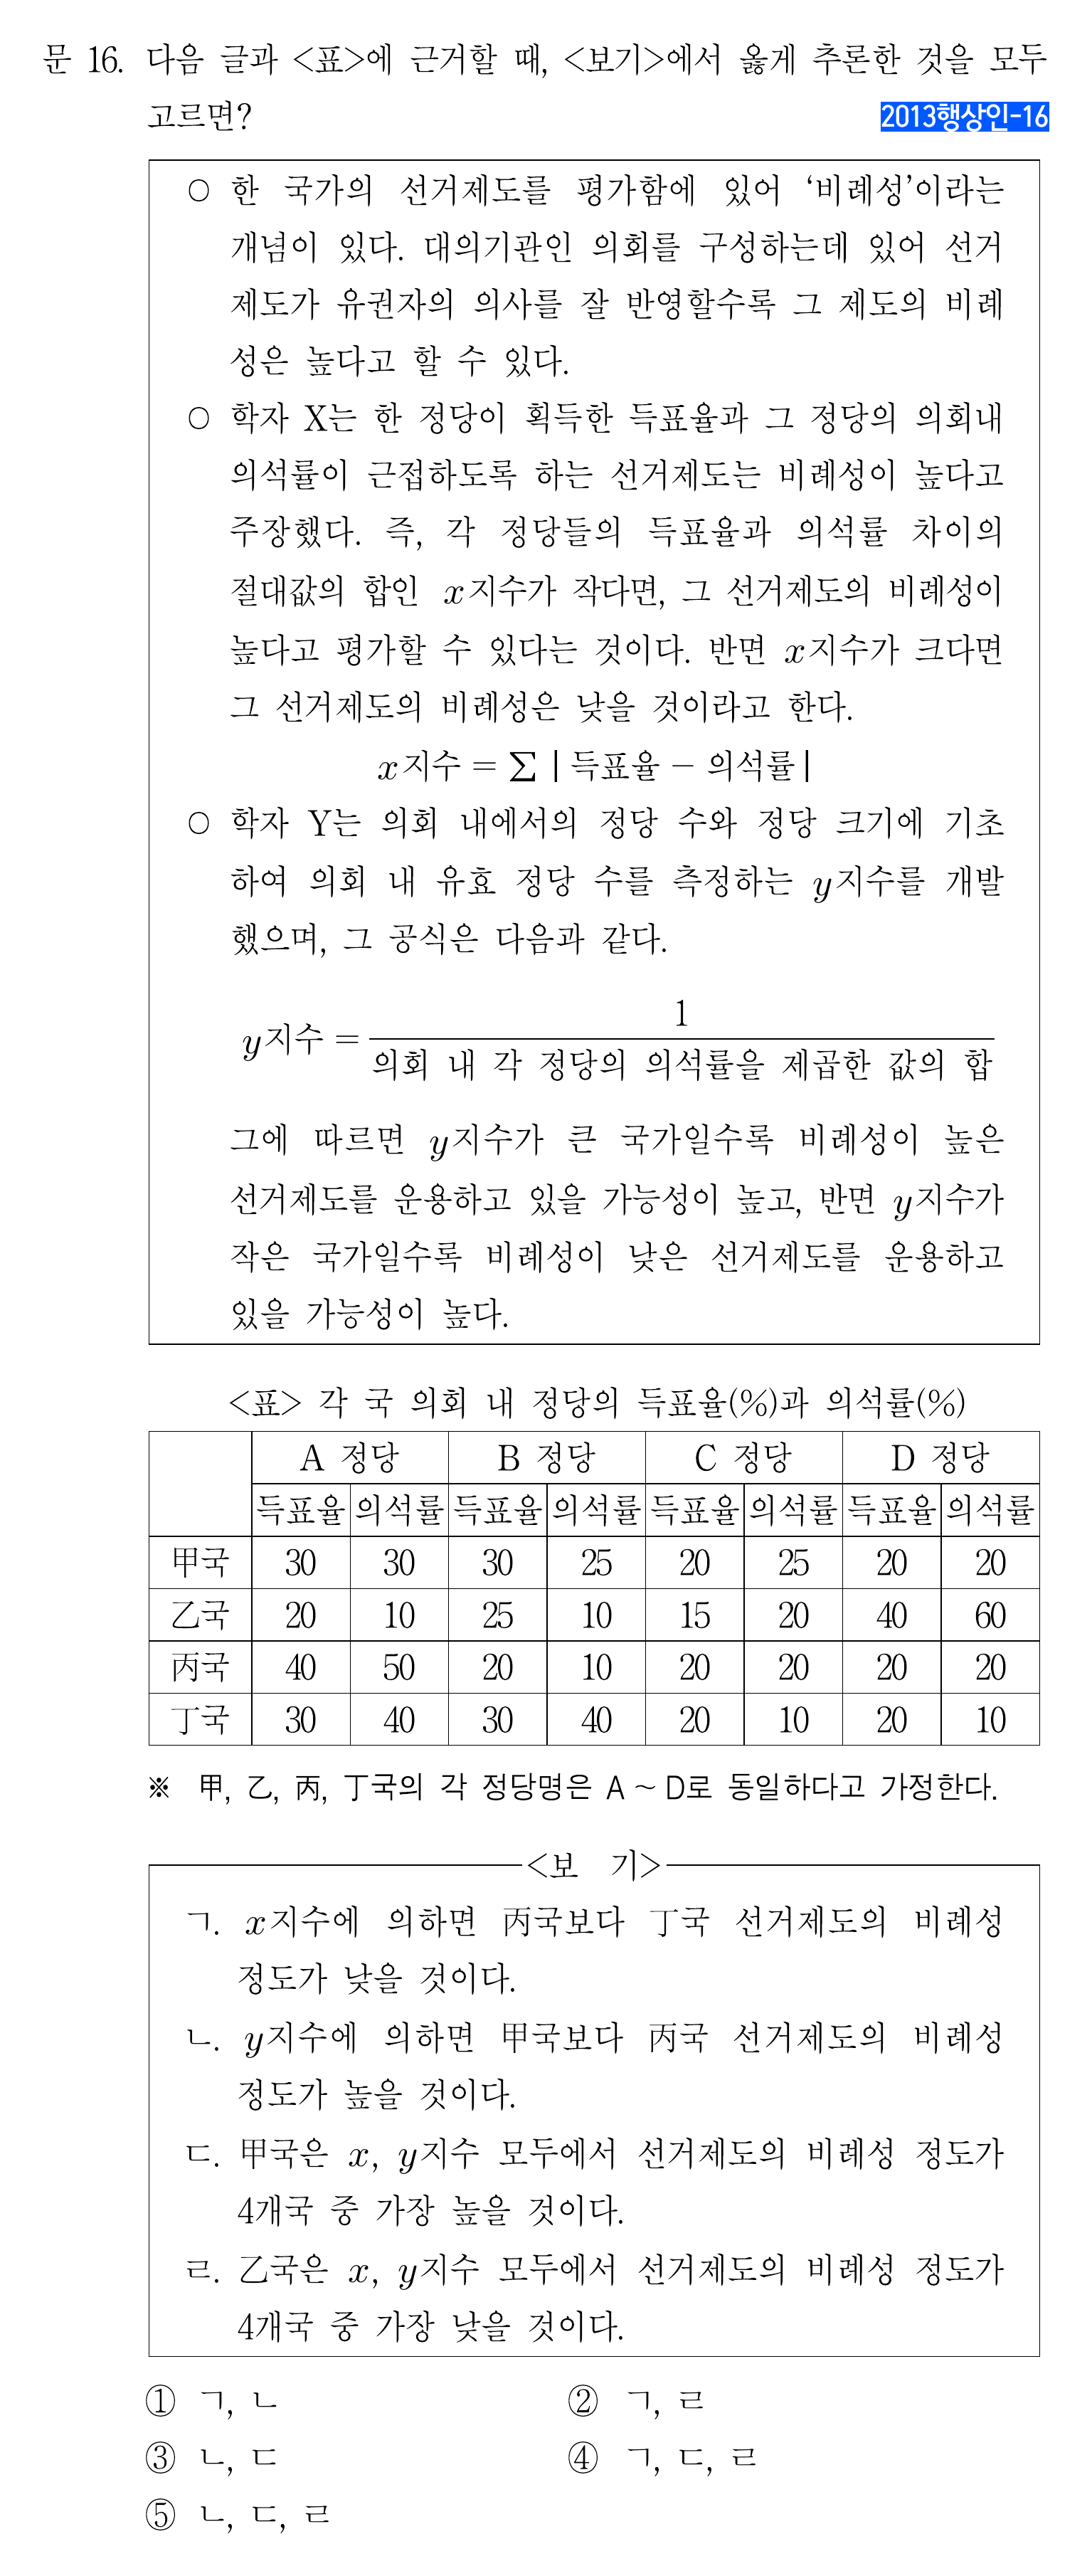 문 16. 다음 글과 <표>에 근거할 때, <보기>에서 옳게 추론한 것을 모두
고르면?
2013행상인-16
○ 한 국가의 선거제도를 평가함에 있어 ‘비례성’이라는
개념이 있다. 대의기관인 의회를 구성하는데 있어 선거
제도가 유권자의 의사를 잘 반영할수록 그 제도의 비례
성은 높다고 할 수 있다.
○ 학자 X는 한 정당이 획득한 득표율과 그 정당의 의회내
의석률이 근접하도록 하는 선거제도는 비례성이 높다고
주장했다. 즉, 각 정당들의 득표율과 의석률 차이의
절대값의 합인 x지수가 작다면, 그 선거제도의 비례성이
높다고 평가할 수 있다는 것이다. 반면 x지수가 크다면
그 선거제도의 비례성은 낮을 것이라고 한다.
x지수 = ∑ | 득표율 − 의석률 |
○ 학자 Y는 의회 내에서의 정당 수와 정당 크기에 기초
하여 의회 내 유효 정당 수를 측정하는 y지수를 개발
했으며, 그 공식은 다음과 같다.
1
y지수 =
의회 내 각 정당의 의석률을 제곱한 값의 합
그에 따르면 y지수가 큰 국가일수록 비례성이 높은
선거제도를 운용하고 있을 가능성이 높고, 반면 y지수가
작은 국가일수록 비례성이 낮은 선거제도를 운용하고
있을 가능성이 높다.
<표> 각 국 의회 내 정당의 득표율(%)과 의석률(%)
A 정당 B 정당 C 정당 D 정당
득표율 의석률 득표율 의석률 득표율 의석률 득표율 의석률
甲국 30 30 30 25 20 25 20 20
乙국 20 10 25 10 15 20 40 60
丙국 40 50 20 10 20 20 20 20
丁국 30 40 30 40 20 10 20 10
※ 甲, 乙, 丙, 丁국의 각 정당명은 A ~ D로 동일하다고 가정한다.
<보 기>
ㄱ. x지수에 의하면 丙국보다 丁국 선거제도의 비례성
정도가 낮을 것이다.
ㄴ. y지수에 의하면 甲국보다 丙국 선거제도의 비례성
정도가 높을 것이다.
ㄷ. 甲국은 x, y지수 모두에서 선거제도의 비례성 정도가
4개국 중 가장 높을 것이다.
ㄹ. 乙국은 x, y지수 모두에서 선거제도의 비례성 정도가
4개국 중 가장 낮을 것이다.
① ㄱ, ㄴ ② ㄱ, ㄹ
③ ㄴ, ㄷ ④ ㄱ, ㄷ, ㄹ
⑤ ㄴ, ㄷ, ㄹ